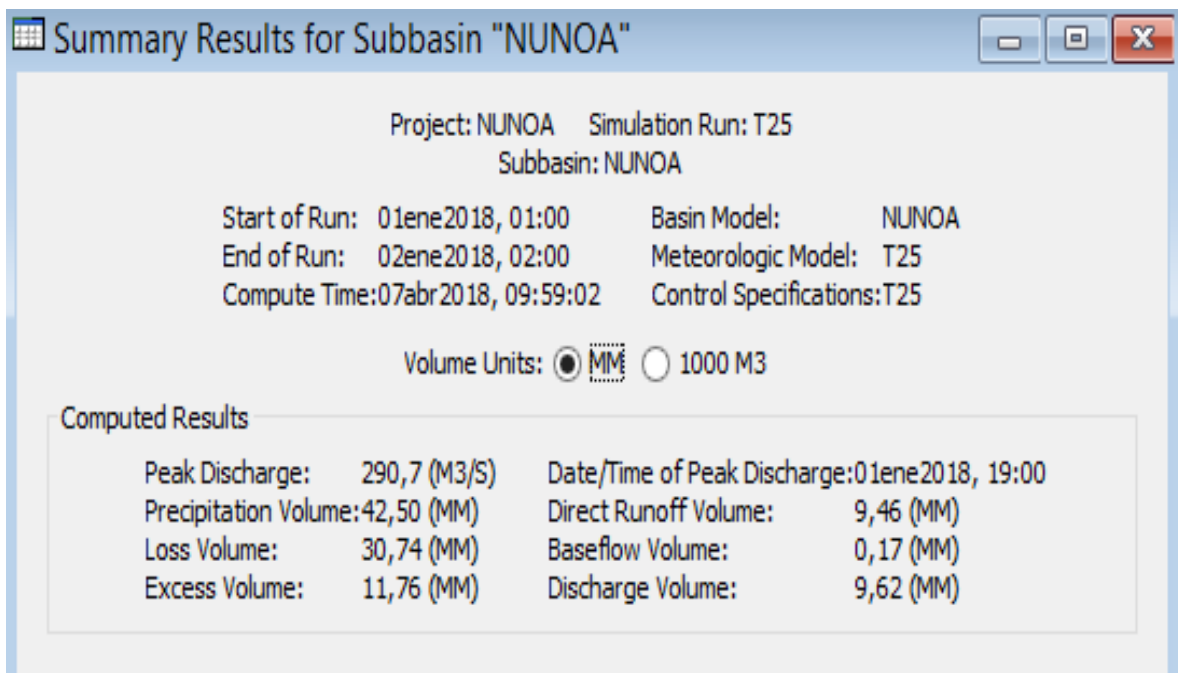 Summary Results for Subbasin "NUNOA"
Project: NUNOA Simulation Run: T25
Subbasin: NUNOA
Start of Run: 01ene2018, 01:00 Basin Model: NUNOA
End of Run: 02ene2018, 02:00 Meteorologic Model: T25
Compute Time:07abr2018, 09:59:02 Control Specifications:T25
Volume Units: MM 1000 M3
Computed Results
Peak Discharge: 290,7 (M3/S) Date/Time of Peak Discharge:01ene2018, 19:00
Precipitation Volume:42,50 (MM) Direct Runoff Volume: 9,46 (MM)
Loss Volume: 30,74 (MM) Baseflow Volume: 0,17 (MM)
Excess Volume: 11,76 (MM) Discharge Volume: 9,62 (MM)